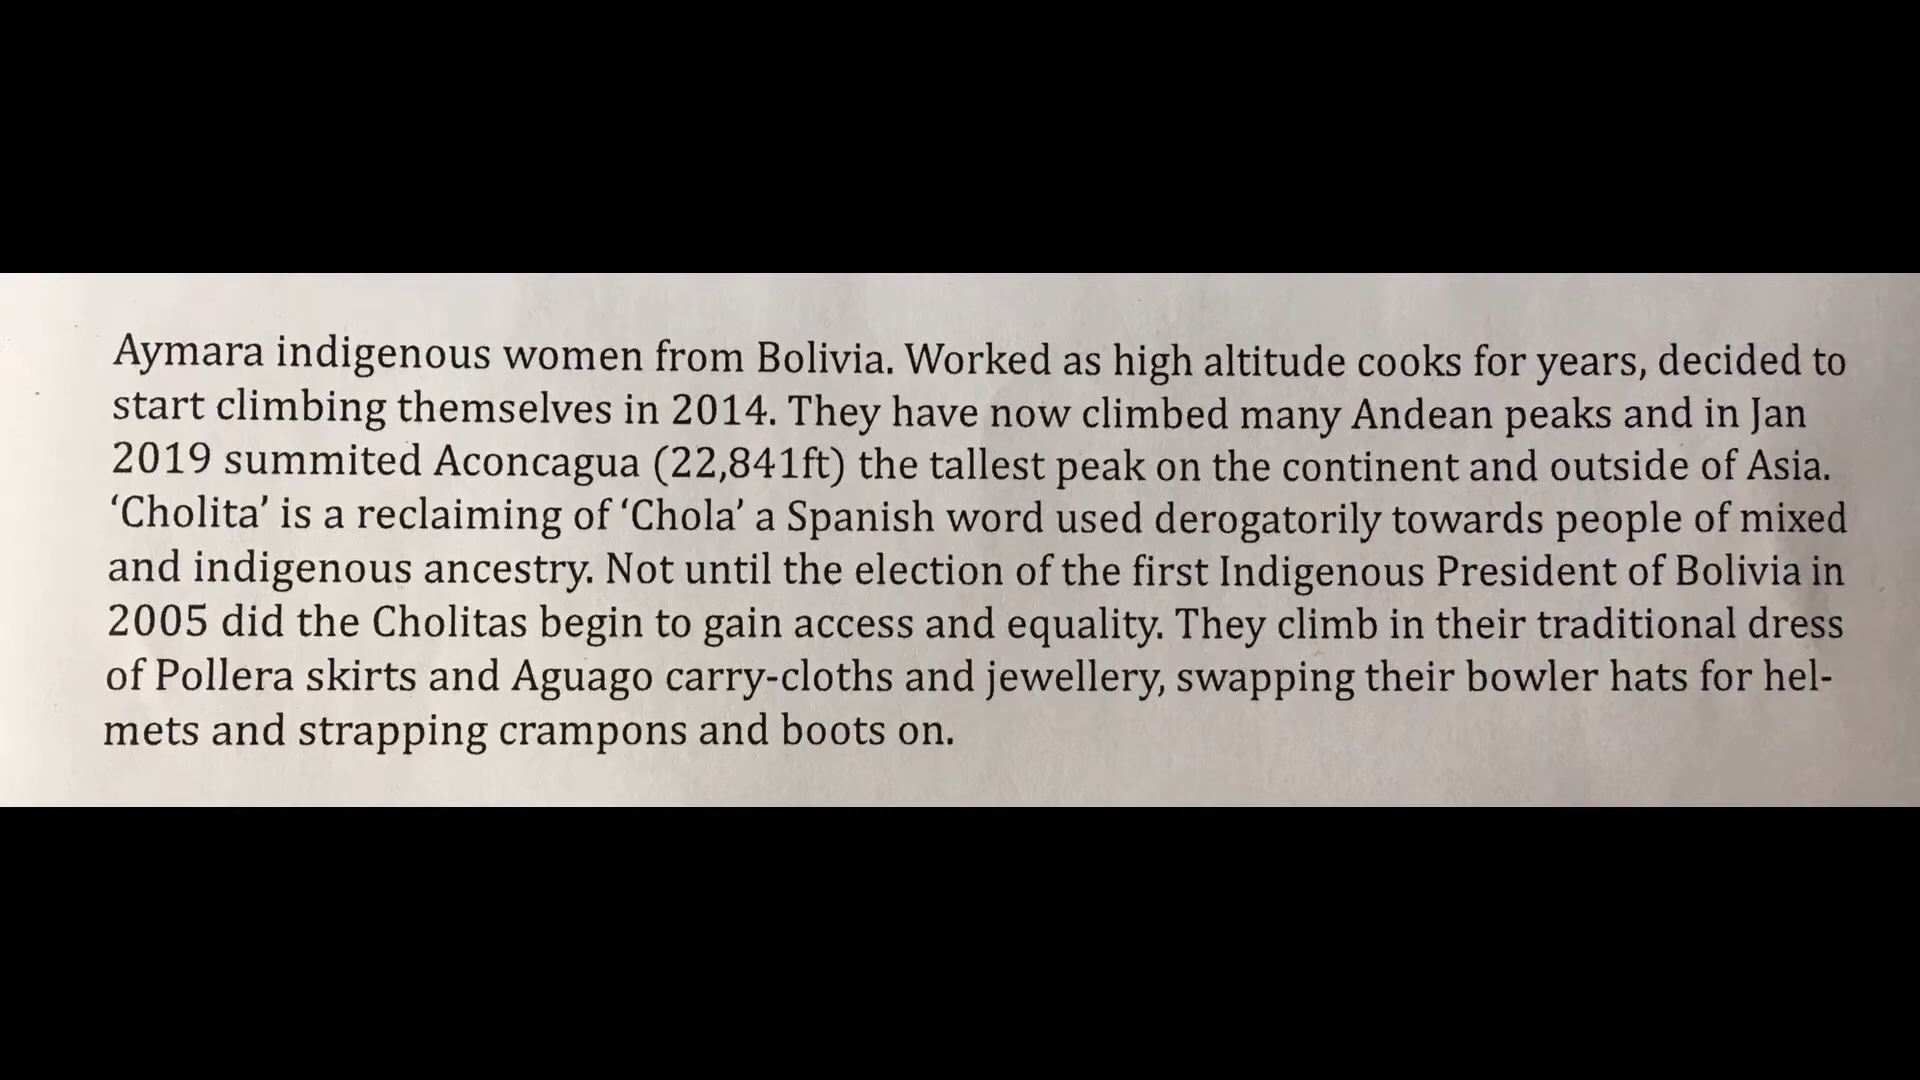 Aymara indigenous women from Bolivia. Worked as high altitude cooks for years, decided to
start climbing themselves in 2014. They have now climbed many Andean peaks and in Jan
2019 summited Aconcagua (22,841ft) the tallest peak on the continent and outside of Asia.
‘Cholita’ is a reclaiming of ‘Chola’ a Spanish word used derogatorily towards people of mixed
and indigenous ancestry. Not until the election of the first Indigenous President of Bolivia in
2005 did the Cholitas begin to gain access and equality. They climb in their traditional dress
of Pollera skirts and Aguago carry-cloths and jewellery, swapping their bowler hats for hel-
mets and strapping crampons and boots on.